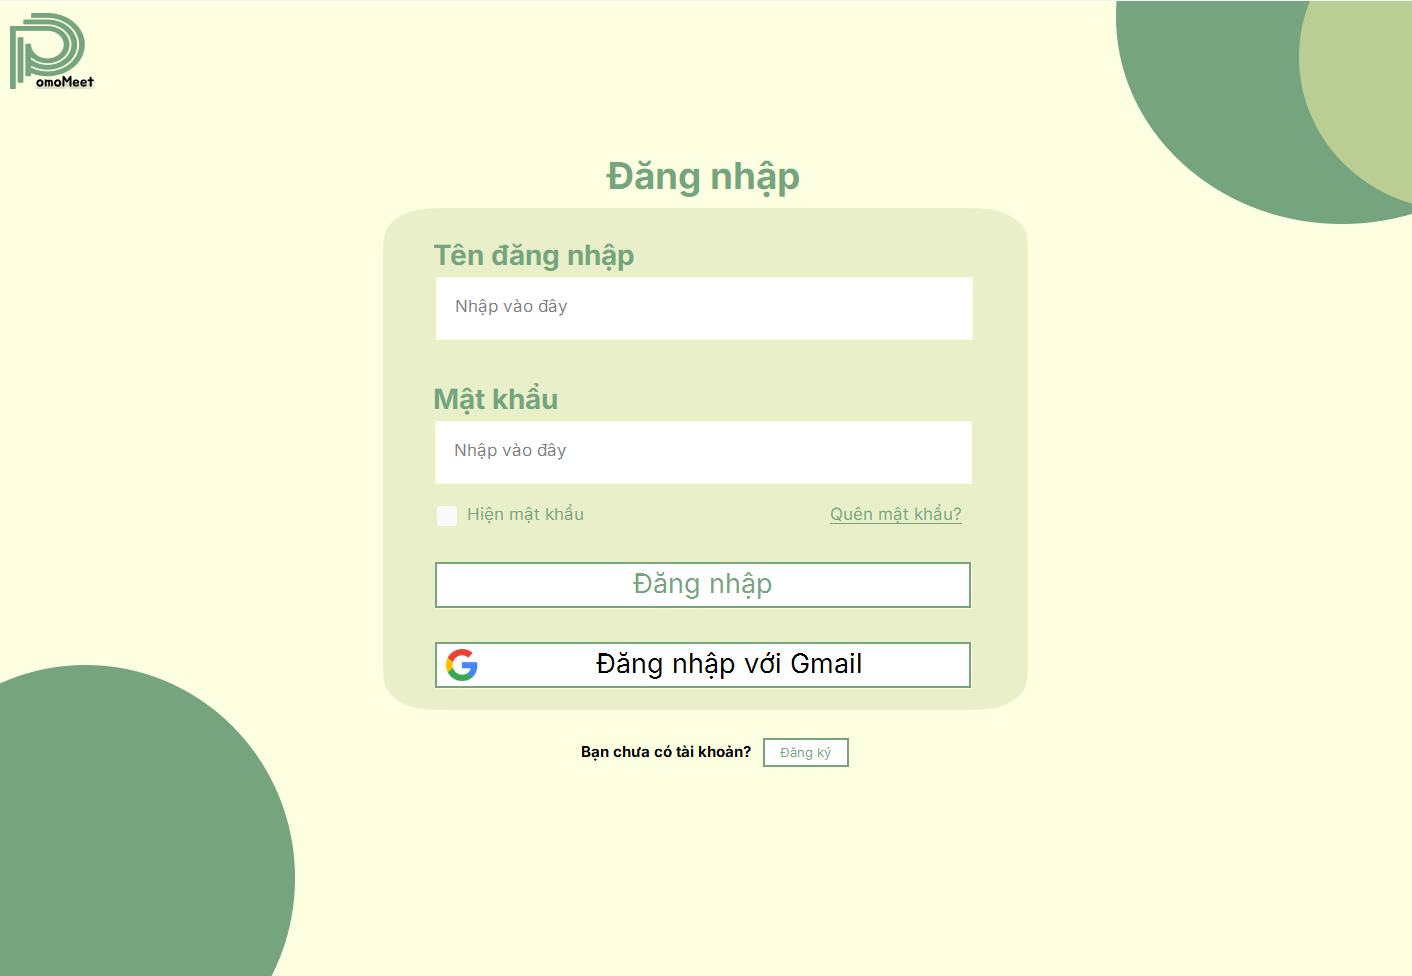 PomoMeet
Đăng nhập
Tên đăng nhập
Nhập vào đây
Mật khẩu
Nhập vào đây
Hiện mật khẩu Quên mật khẩu?
Đăng nhập
Đăng nhập với Gmail
Bạn chưa có tài khoản? Đăng ký